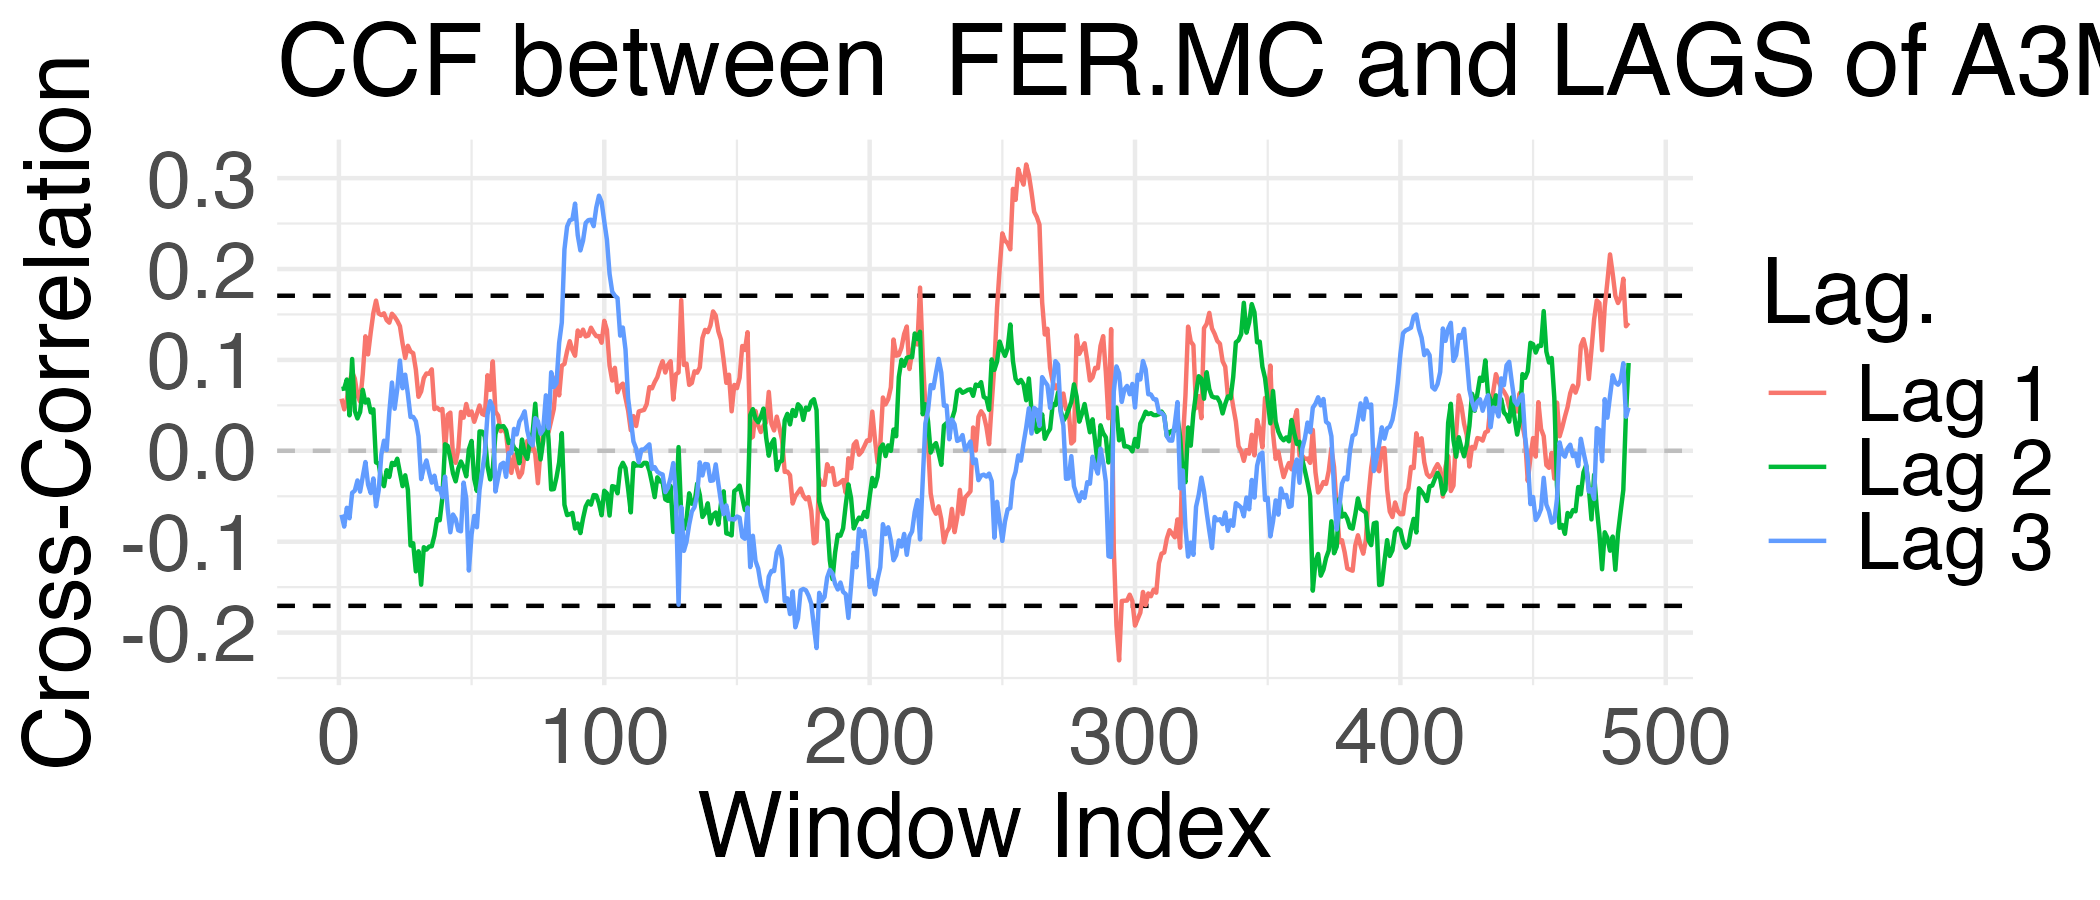 CCF between FER.MC and LAGS of A3M
Cross-Correlation
0.3
0.2
0.1
0.0
-0.1
-0.2
0
100
200
300
400
500
Window Index
Lag.
Lag 1
Lag 2
Lag 3